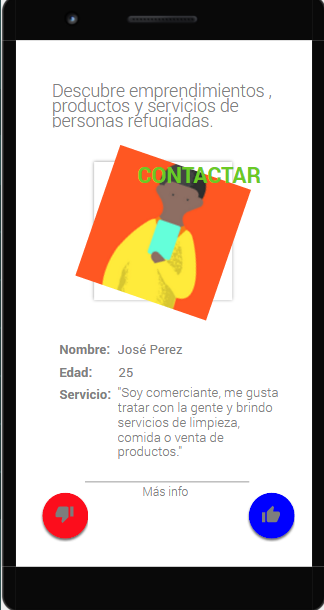 Descubre emprendimientos ,
productos y servicios de
personas refugiadas.
CONTACTAR
Nombre: José Perez
Edad: 25
Servicio: "Soy comerciante, me gusta
tratar con la gente y brindo
servicios de limpieza,
comida o venta de
productos."
Más info